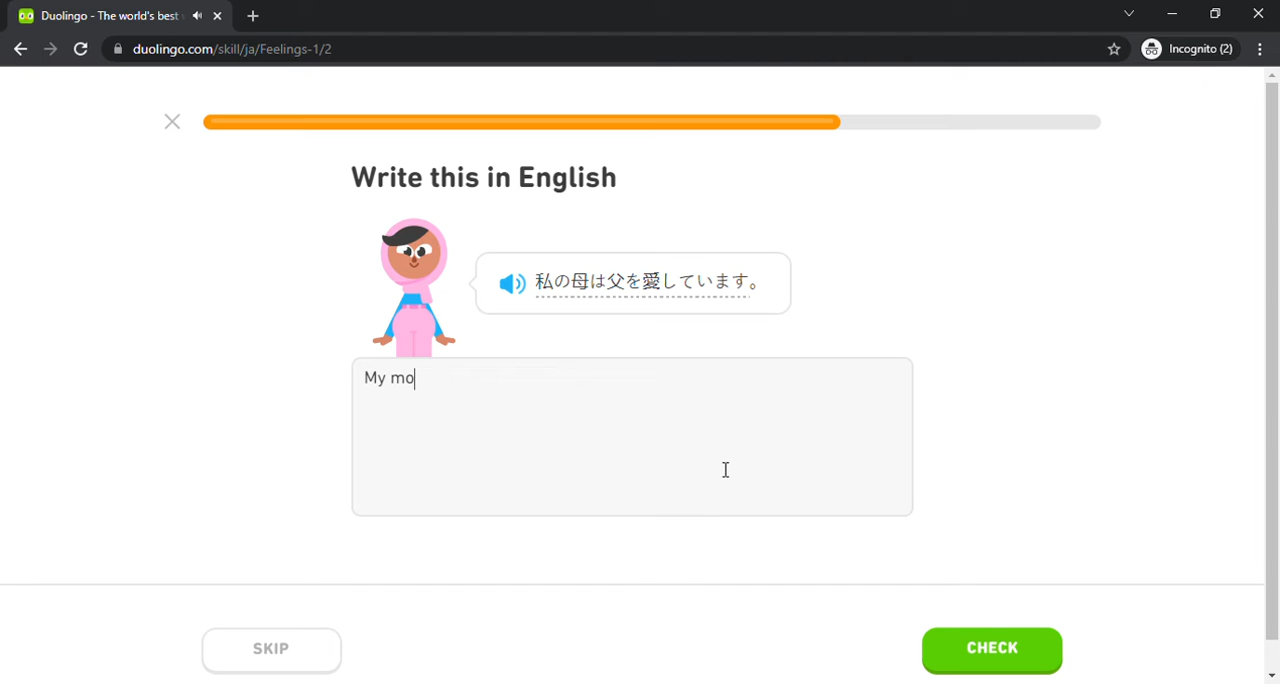 Duolingo - The world's best
duolingo.com/skill/ja/Feelings-1/2
Incognito (2)
Write this in English
私の母は父を愛しています。
My mo
SKIP
CHECK